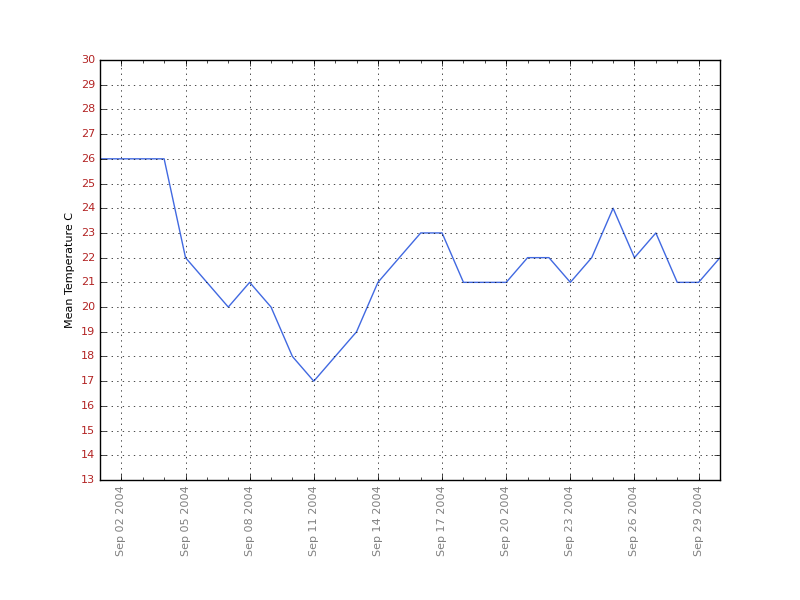 30
29
28
27
26
25
24
23
22
21
20
19
18
17
16
15
14
13
Mean Temperature C
Sep 02 2004
Sep 05 2004
Sep 08 2004
Sep 11 2004
Sep 14 2004
Sep 17 2004
Sep 20 2004
Sep 23 2004
Sep 26 2004
Sep 29 2004